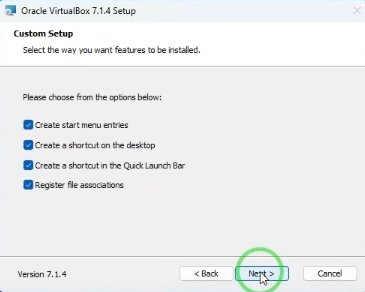 Oracle VirtualBox 7.1.4 Setup
Custom Setup
Select the way you want features to be installed.
Please choose from the options below:
Create start menu entries
Create a shortcut on the desktop
Create a shortcut in the Quick Launch Bar
Register file associations
Version 7.1.4
< Back
Next >
Cancel